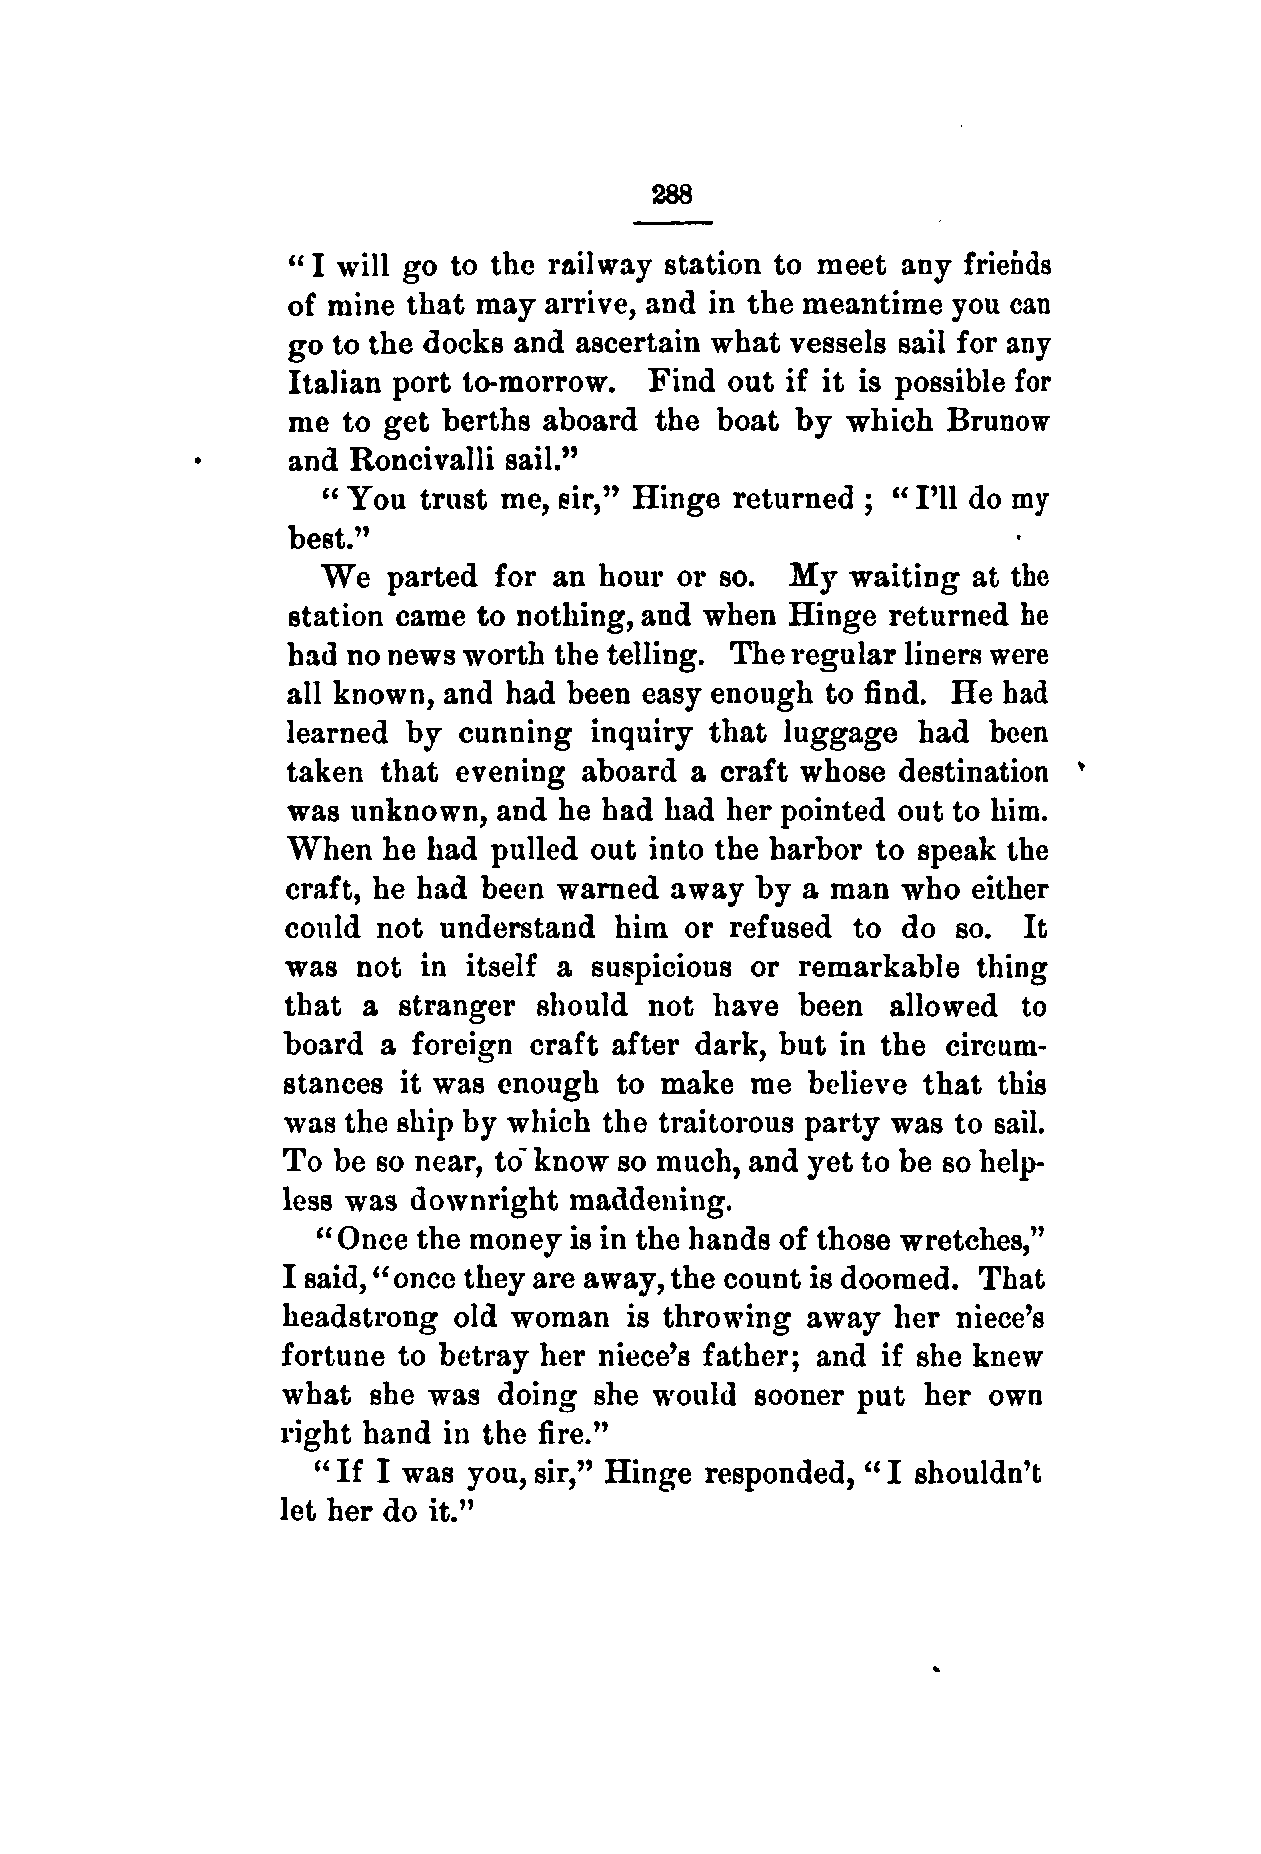 288
“I will go to the railway station to meet any friends
of mine that may arrive, and in the meantime you can
go to the docks and ascertain what vessels sail for any
Italian port to-morrow. Find out if it is possible for
me to get berths aboard the boat by which Brunow
and Roncivalli sail.”
“You trust me, sir,” Hinge returned; “I’ll do my
best.”
We parted for an hour or so. My waiting at the
station came to nothing, and when Hinge returned he
had no news worth the telling. The regular liners were
all known, and had been easy enough to find. He had
learned by cunning inquiry that luggage had been
taken that evening aboard a craft whose destination
was unknown, and he had had her pointed out to him.
When he had pulled out into the harbor to speak the
craft, he had been warned away by a man who either
could not understand him or refused to do so. It
was not in itself a suspicious or remarkable thing
that a stranger should not have been allowed to
board a foreign craft after dark, but in the circum-
stances it was enough to make me believe that this
was the ship by which the traitorous party was to sail.
To be so near, to know so much, and yet to be so help-
less was downright maddening.
“Once the money is in the hands of those wretches,”
I said, “once they are away, the count is doomed. That
headstrong old woman is throwing away her niece’s
fortune to betray her niece’s father; and if she knew
what she was doing she would sooner put her own
right hand in the fire.”
“If I was you, sir,” Hinge responded, “I shouldn’t
let her do it.”